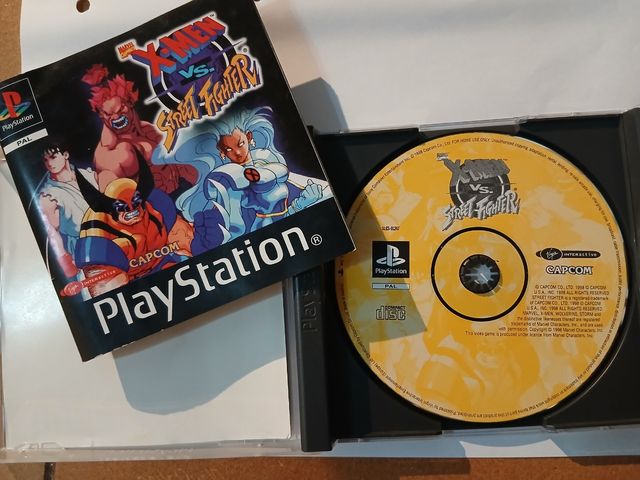 MARVEL
COMICS
X-MEN
VS.
STREET FIGHTER
PlayStation
PAL
CAPCOM
Virgin INTERACTIVE
PlayStation®
X-MEN
VS.
STREET FIGHTER
PlayStation
PAL
COMPACT
disc
Virgin INTERACTIVE
CAPCOM
© CAPCOM CO., LTD. 1998 © CAPCOM
U.S.A., INC. 1998 ALL RIGHTS RESERVED
STREET FIGHTER is a registered trademark
of CAPCOM CO., LTD. 1998 © CAPCOM
U.S.A., INC. 1998 ALL RIGHTS RESERVED.
MARVEL, X-MEN, WOLVERINE, STORM and
the distinctive likenesses thereof are registered
trademarks of Marvel Characters, Inc., and are used
with permission. Copyright © 1998 Marvel Characters, Inc.
This video game is produced under license from Marvel Characters, Inc.